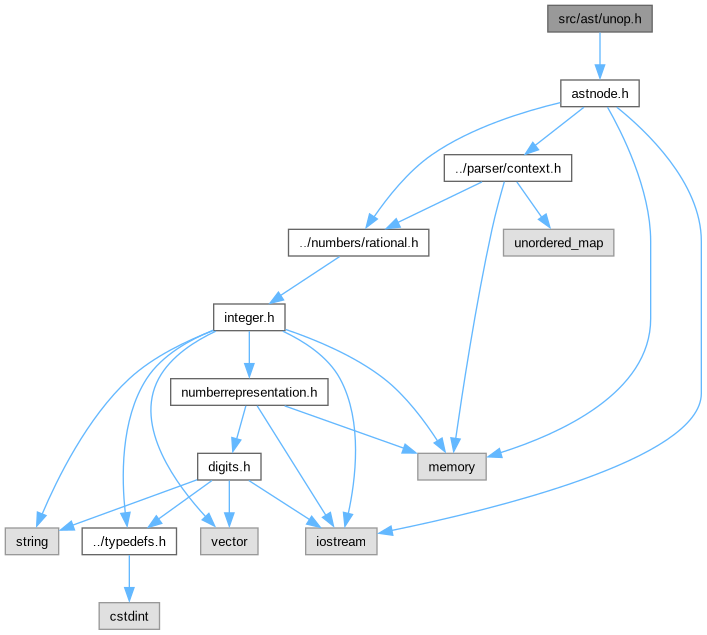 src/ast/unop.h
astnode.h
../parser/context.h
../numbers/rational.h
unordered_map
integer.h
numberrepresentation.h
digits.h
memory
string
../typedefs.h
vector
iostream
cstdint